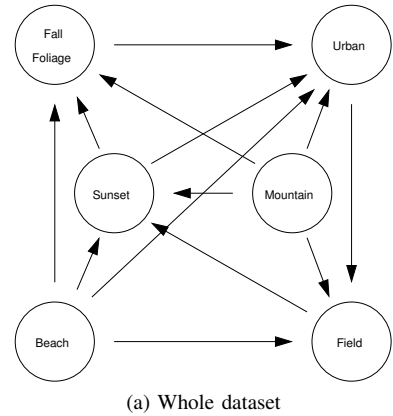 Fall
Foliage
Urban
Sunset
Mountain
Beach
Field
(a) Whole dataset